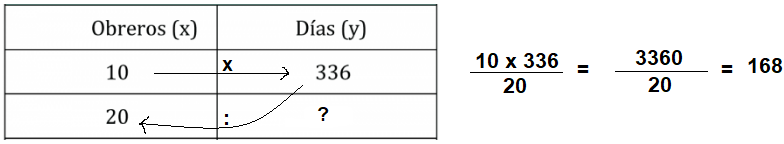 Obreros (x) Días (y)
10 x 336
20 : ?
10 x 336 / 20 = 3360 / 20 = 168